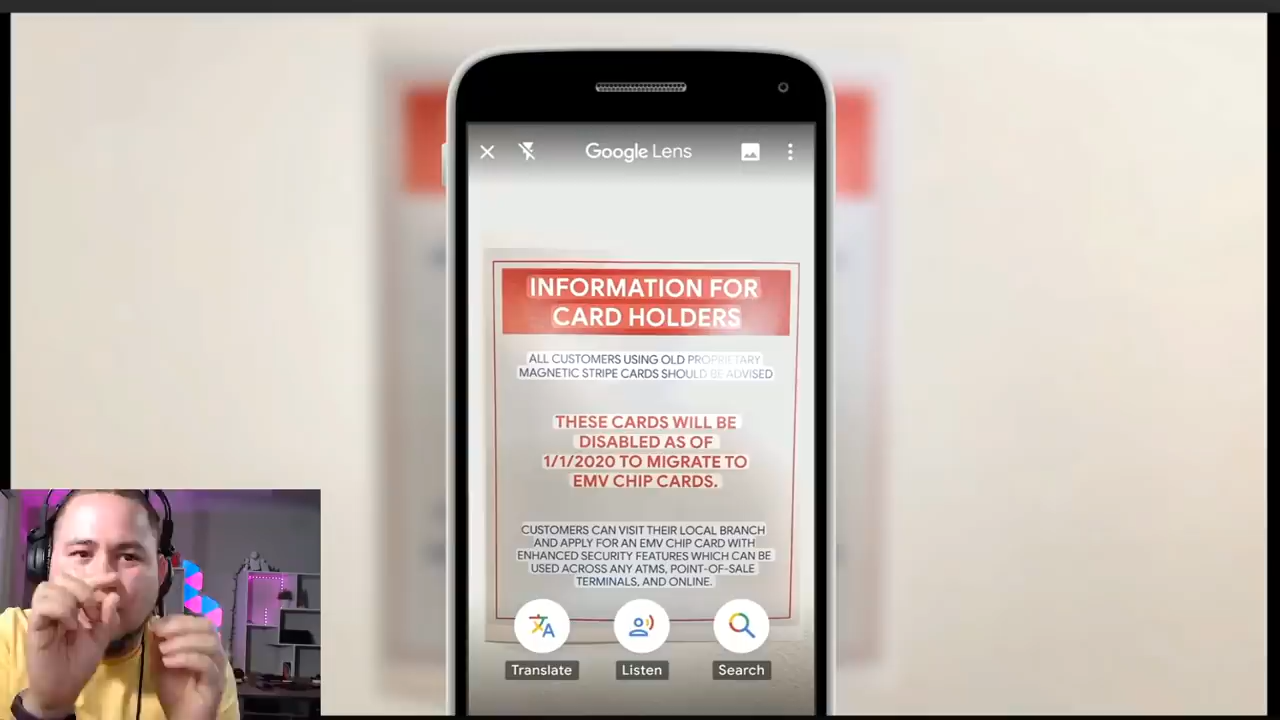 Google Lens
INFORMATION FOR
CARD HOLDERS
ALL CUSTOMERS USING OLD PROPRIETARY
MAGNETIC STRIPE CARDS SHOULD BE ADVISED
THESE CARDS WILL BE
DISABLED AS OF
1/1/2020 TO MIGRATE TO
EMV CHIP CARDS.
CUSTOMERS CAN VISIT THEIR LOCAL BRANCH
AND APPLY FOR AN EMV CHIP CARD WITH
ENHANCED SECURITY FEATURES WHICH CAN BE
USED ACROSS ANY ATMS, POINT-OF-SALE
TERMINALS, AND ONLINE.
Translate
Listen
Search